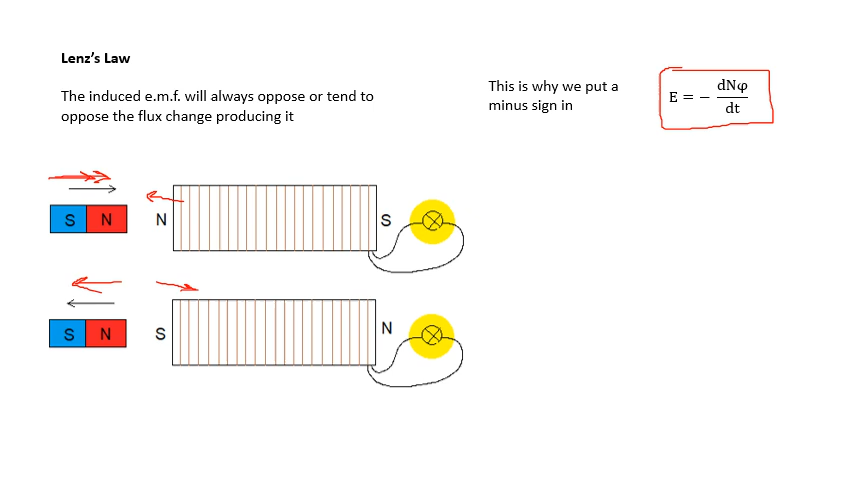 Lenz's Law
The induced e.m.f. will always oppose or tend to
oppose the flux change producing it
This is why we put a
minus sign in
E = − dNφ
dt
S N N S
S N S N